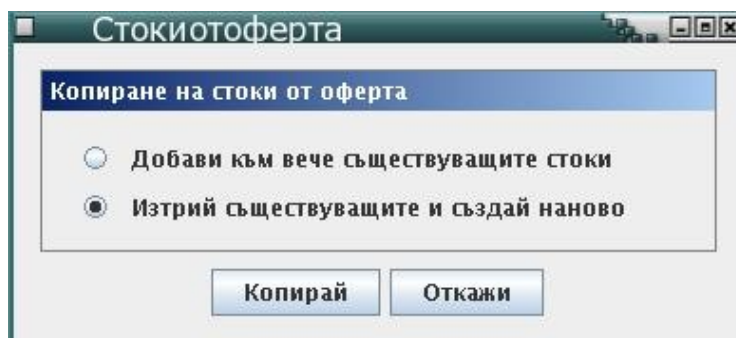 Стокиотоферта
Копиране на стоки от оферта
Добави към вече съществуващите стоки
Изтрий съществуващите и създай наново
Копирай Откажи